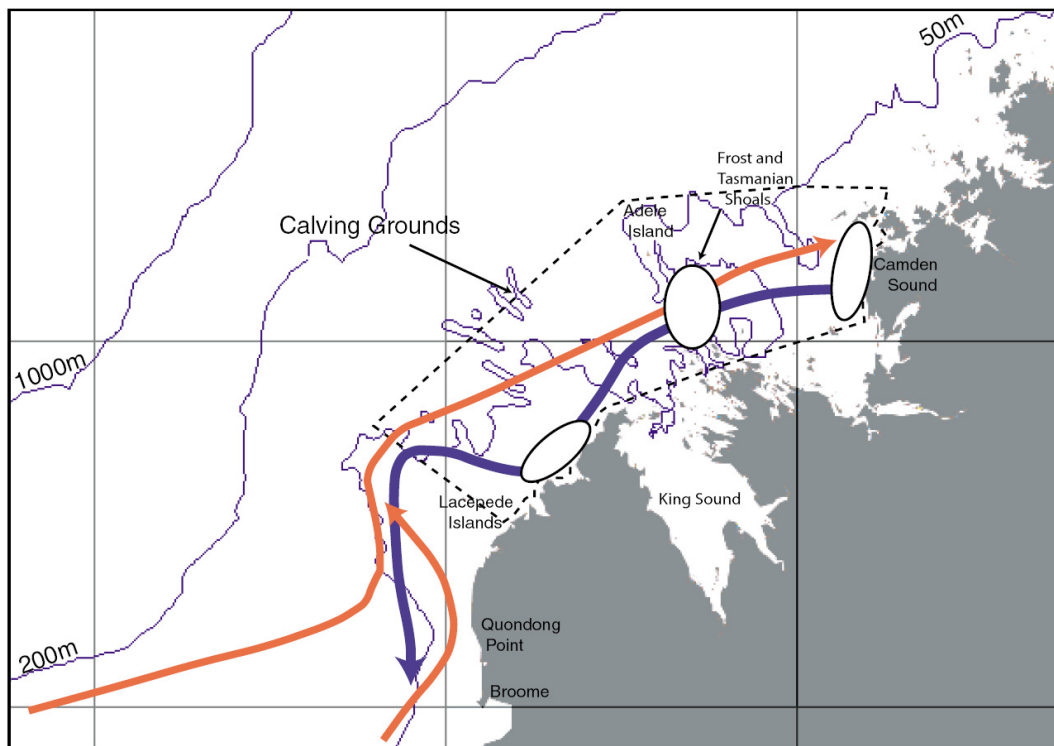 50m
Frost and
Tasmanian
Shoals
Adele
Island
Calving Grounds
Camden
Sound
1000m
Lacepede
Islands
King Sound
Quondong
Point
200m
Broome